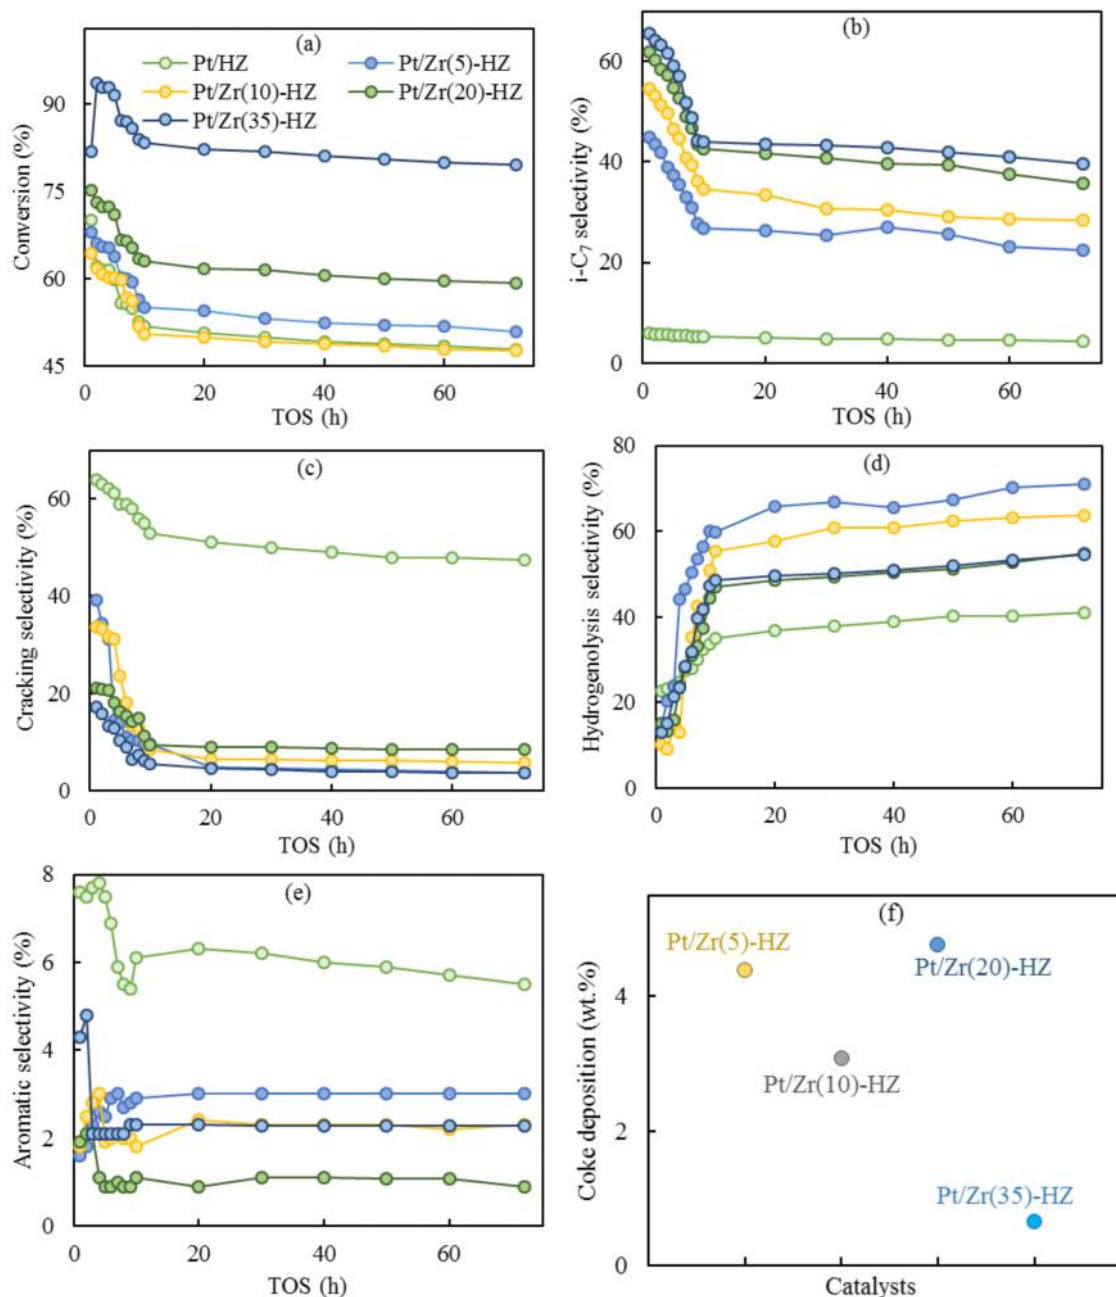 (a)
Pt/HZ
Pt/Zr(5)-HZ
Pt/Zr(10)-HZ
Pt/Zr(20)-HZ
Pt/Zr(35)-HZ
Conversion (%)
90
75
60
45
0 20 40 60
TOS (h)
(b)
i-C₇ selectivity (%)
60
40
20
0
0 20 40 60
TOS (h)
(c)
Cracking selectivity (%)
60
40
20
0
0 20 40 60
TOS (h)
(d)
Hydrogenolysis selectivity (%)
80
60
40
20
0
0 20 40 60
TOS (h)
(e)
Aromatic selectivity (%)
8
6
4
2
0
0 20 40 60
TOS (h)
(f)
Coke deposition (wt.%)
4
2
0
Pt/Zr(5)-HZ
Pt/Zr(20)-HZ
Pt/Zr(10)-HZ
Pt/Zr(35)-HZ
Catalysts